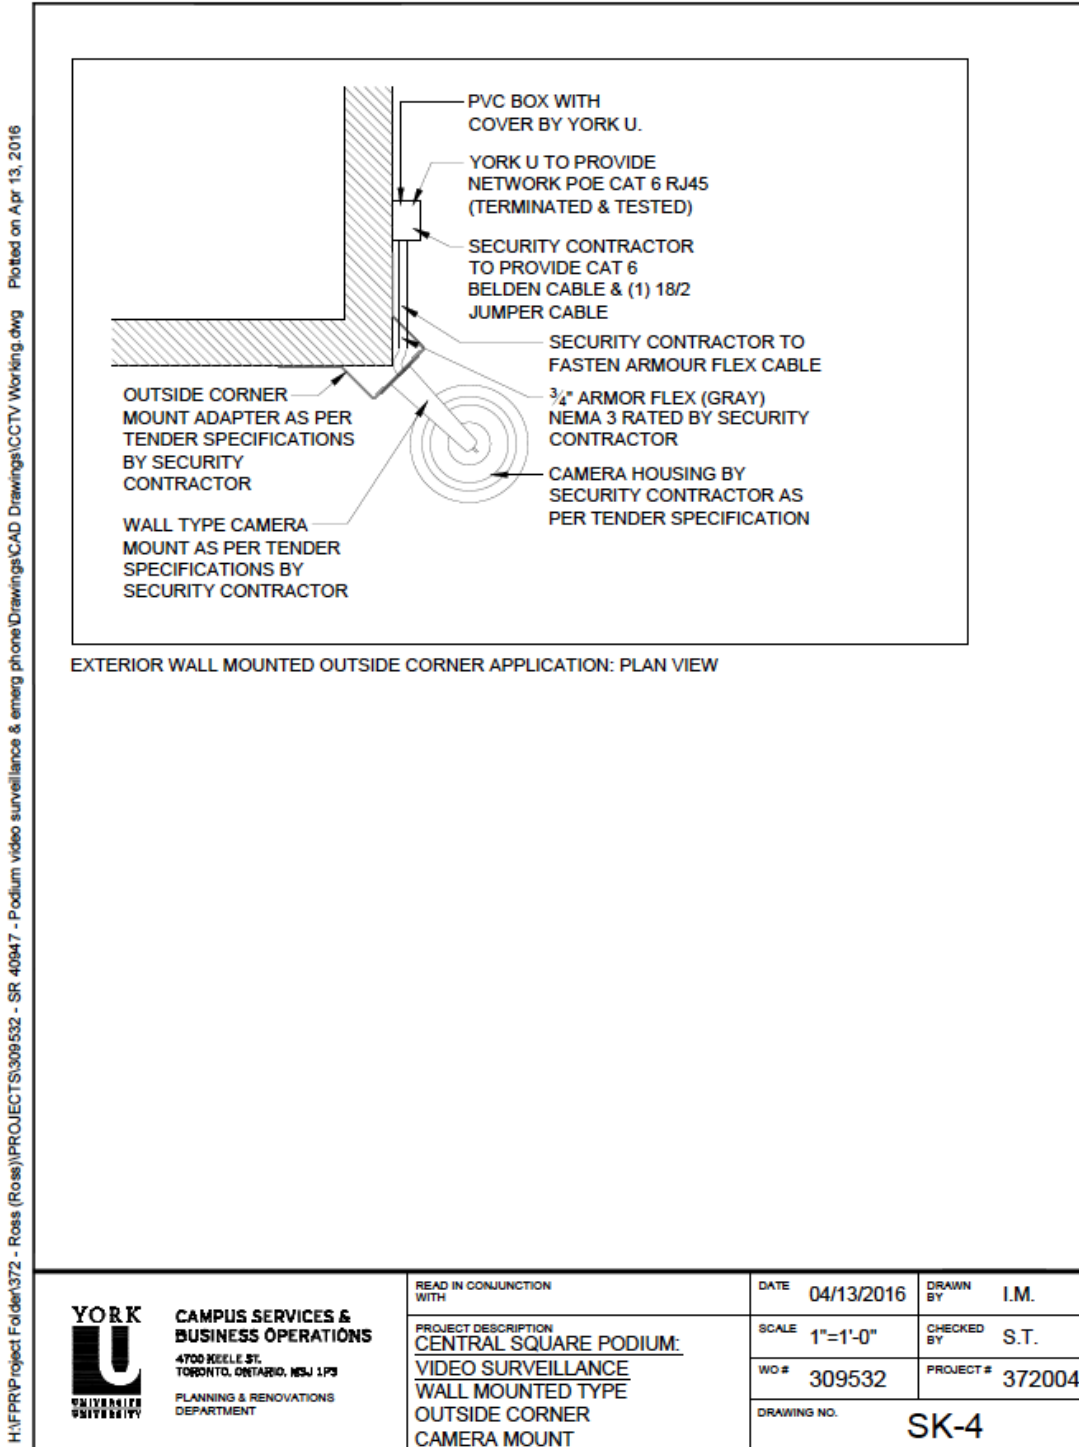 PVC BOX WITH
COVER BY YORK U.
YORK U TO PROVIDE
NETWORK POE CAT 6 RJ45
(TERMINATED & TESTED)
SECURITY CONTRACTOR
TO PROVIDE CAT 6
BELDEN CABLE & (1) 18/2
JUMPER CABLE
SECURITY CONTRACTOR TO
FASTEN ARMOUR FLEX CABLE
3/4" ARMOR FLEX (GRAY)
NEMA 3 RATED BY SECURITY
CONTRACTOR
CAMERA HOUSING BY
SECURITY CONTRACTOR AS
PER TENDER SPECIFICATION
OUTSIDE CORNER
MOUNT ADAPTER AS PER
TENDER SPECIFICATIONS
BY SECURITY
CONTRACTOR
WALL TYPE CAMERA
MOUNT AS PER TENDER
SPECIFICATIONS BY
SECURITY CONTRACTOR
EXTERIOR WALL MOUNTED OUTSIDE CORNER APPLICATION: PLAN VIEW
H:\FPR\Project Folder\372 - Ross (Ross)\PROJECTS\309532 - SR 40947 - Podium video surveillance & emerg phone\Drawings\CAD Drawings\CCTV Working.dwg Plotted on Apr 13, 2016
YORK
U
UNIVERSITÉ
UNIVERSITY
CAMPUS SERVICES &
BUSINESS OPERATIONS
4700 KEELE ST.
TORONTO, ONTARIO, M3J 1P3
PLANNING & RENOVATIONS
DEPARTMENT
READ IN CONJUNCTION
WITH
PROJECT DESCRIPTION
CENTRAL SQUARE PODIUM:
VIDEO SURVEILLANCE
WALL MOUNTED TYPE
OUTSIDE CORNER
CAMERA MOUNT
DATE 04/13/2016
DRAWN
BY I.M.
SCALE 1"=1'-0"
CHECKED
BY S.T.
WO # 309532
PROJECT # 372004
DRAWING NO. SK-4